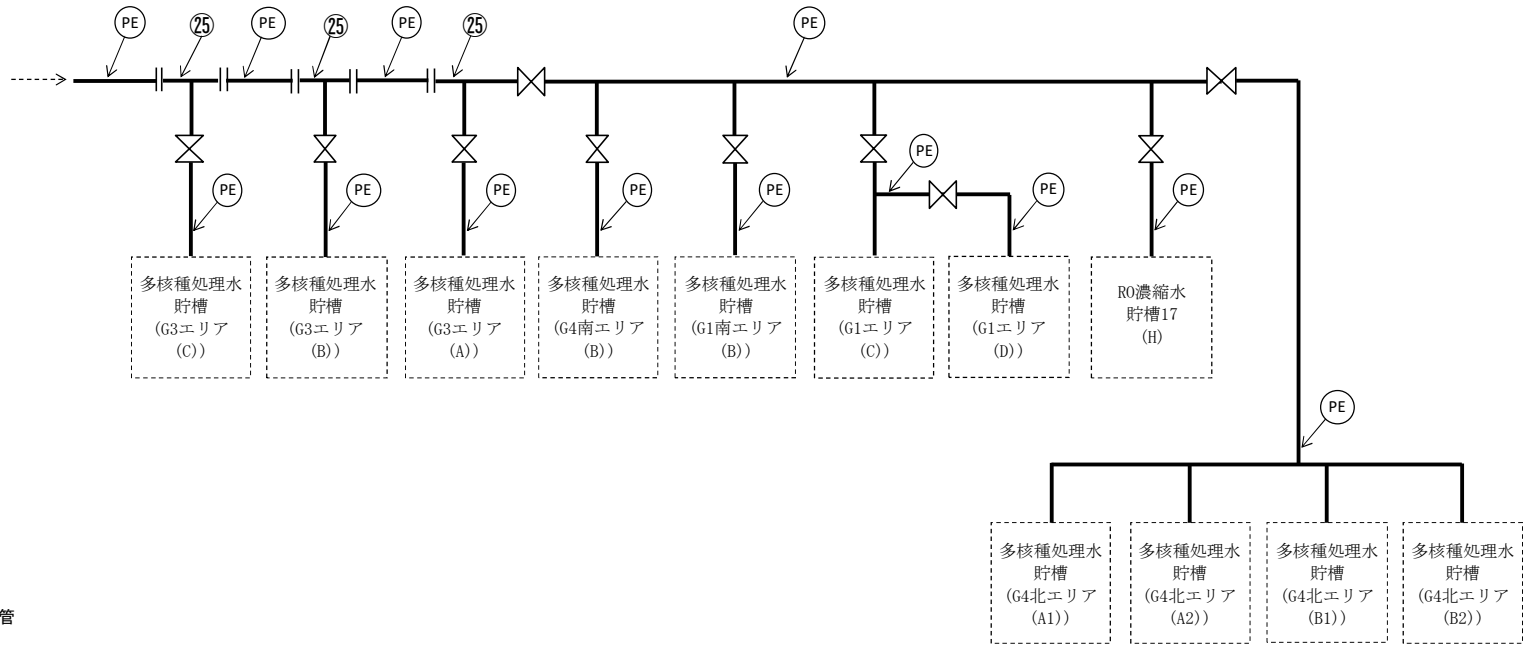 PE
㉕
PE
㉕
PE
㉕
PE
PE
PE
PE
PE
PE
PE
PE
PE
PE
多核種処理水
貯槽
(G3エリア
(C))
多核種処理水
貯槽
(G3エリア
(B))
多核種処理水
貯槽
(G3エリア
(A))
多核種処理水
貯槽
(G4南エリア
(B))
多核種処理水
貯槽
(G1南エリア
(B))
多核種処理水
貯槽
(G1エリア
(C))
多核種処理水
貯槽
(G1エリア
(D))
RO濃縮水
貯槽17
(H)
PE
多核種処理水
貯槽
(G4北エリア
(A1))
多核種処理水
貯槽
(G4北エリア
(A2))
多核種処理水
貯槽
(G4北エリア
(B1))
多核種処理水
貯槽
(G4北エリア
(B2))
管